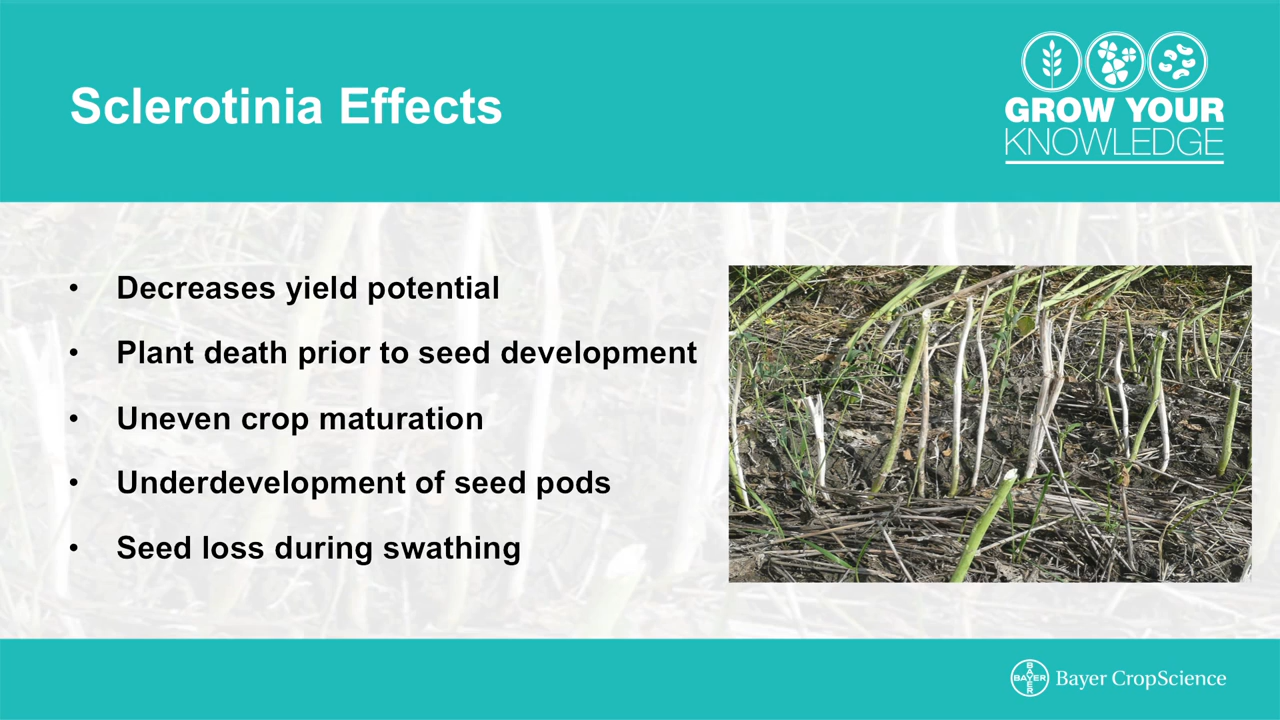 Sclerotinia Effects
GROW YOUR
KNOWLEDGE
• Decreases yield potential
• Plant death prior to seed development
• Uneven crop maturation
• Underdevelopment of seed pods
• Seed loss during swathing
BAYER
BAYER
Bayer CropScience